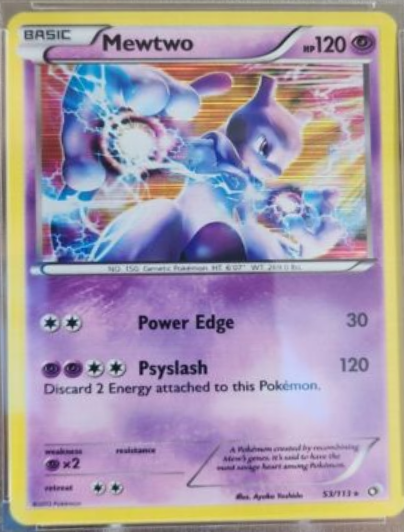 BASIC
Mewtwo
HP120
NO. 150 Genetic Pokémon HT: 6'07" WT: 269.0 lbs.
Power Edge 30
Psyslash 120
Discard 2 Energy attached to this Pokémon.
weakness resistance
×2
A Pokémon created by recombining
Mew's genes. It's said to have the
most savage heart among Pokémon.
retreat
Illus. Ayaka Yoshida 53/113 ★
©2013 Pokémon